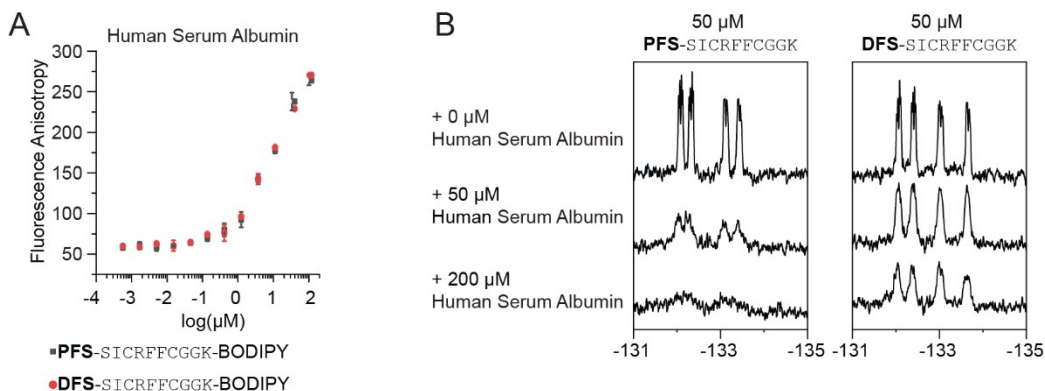 A
Human Serum Albumin
Fluorescence Anisotropy
300
250
200
150
100
50
-4 -3 -2 -1 0 1 2
log(μM)
PFS-SICRFFCGGK-BODIPY
DFS-SICRFFCGGK-BODIPY
B
50 μM
PFS-SICRFFCGGK
50 μM
DFS-SICRFFCGGK
+ 0 μM
Human Serum Albumin
+ 50 μM
Human Serum Albumin
+ 200 μM
Human Serum Albumin
-131 -133 -135
-131 -133 -135